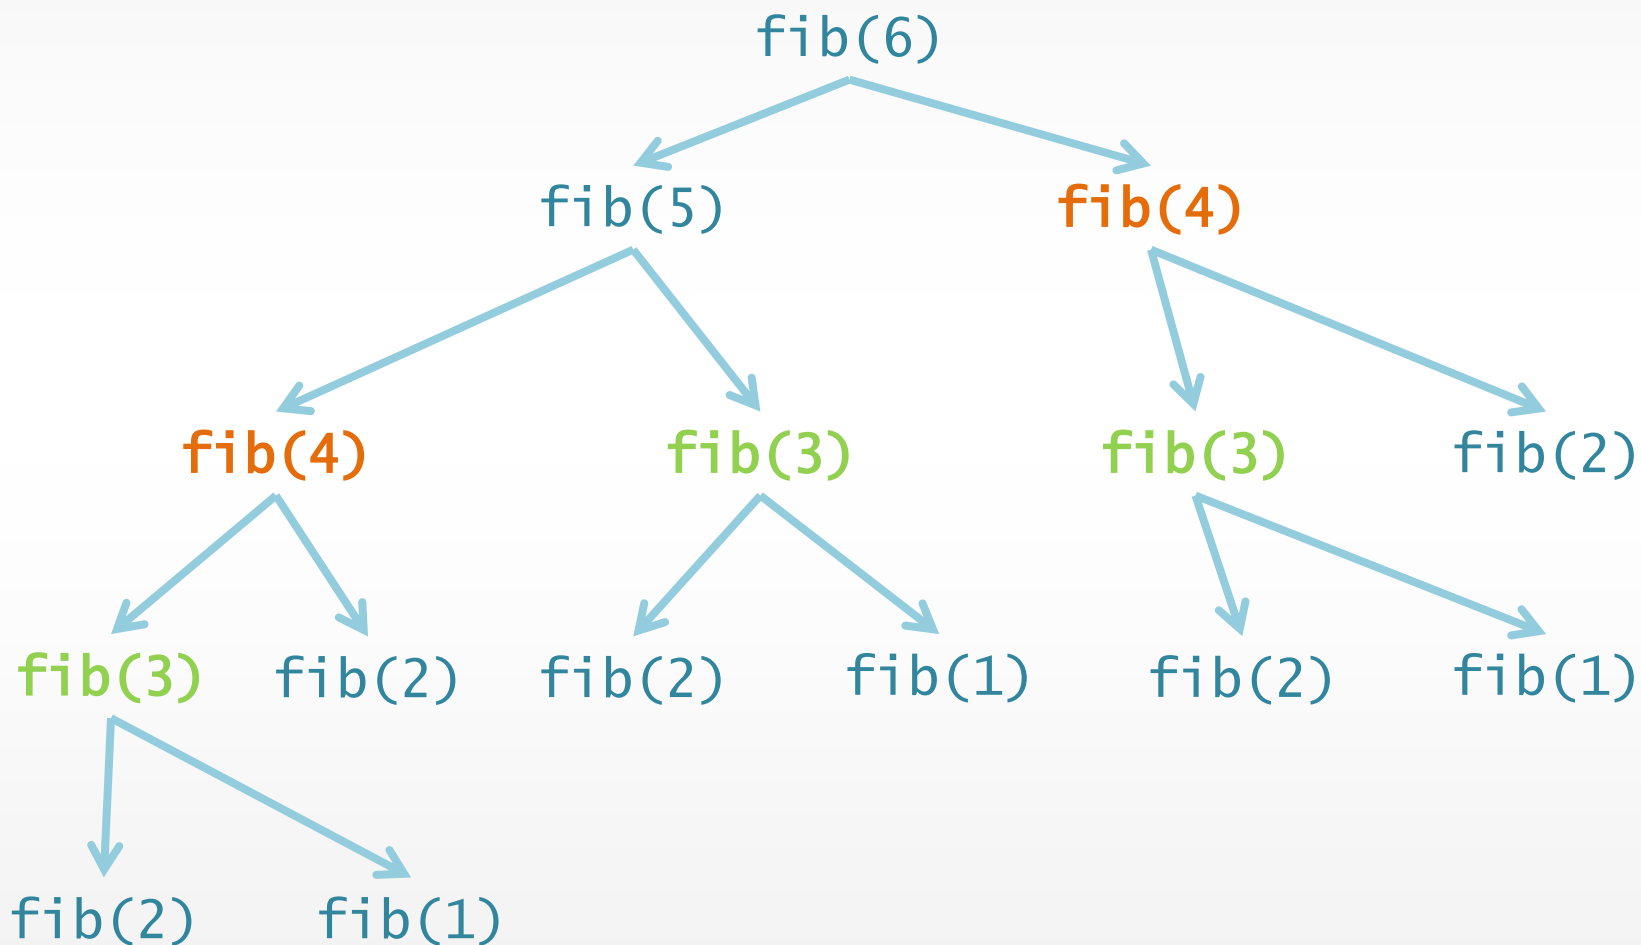 fib(6)
fib(5) fib(4)
fib(4) fib(3) fib(3) fib(2)
fib(3) fib(2) fib(2) fib(1) fib(2) fib(1)
fib(2) fib(1)